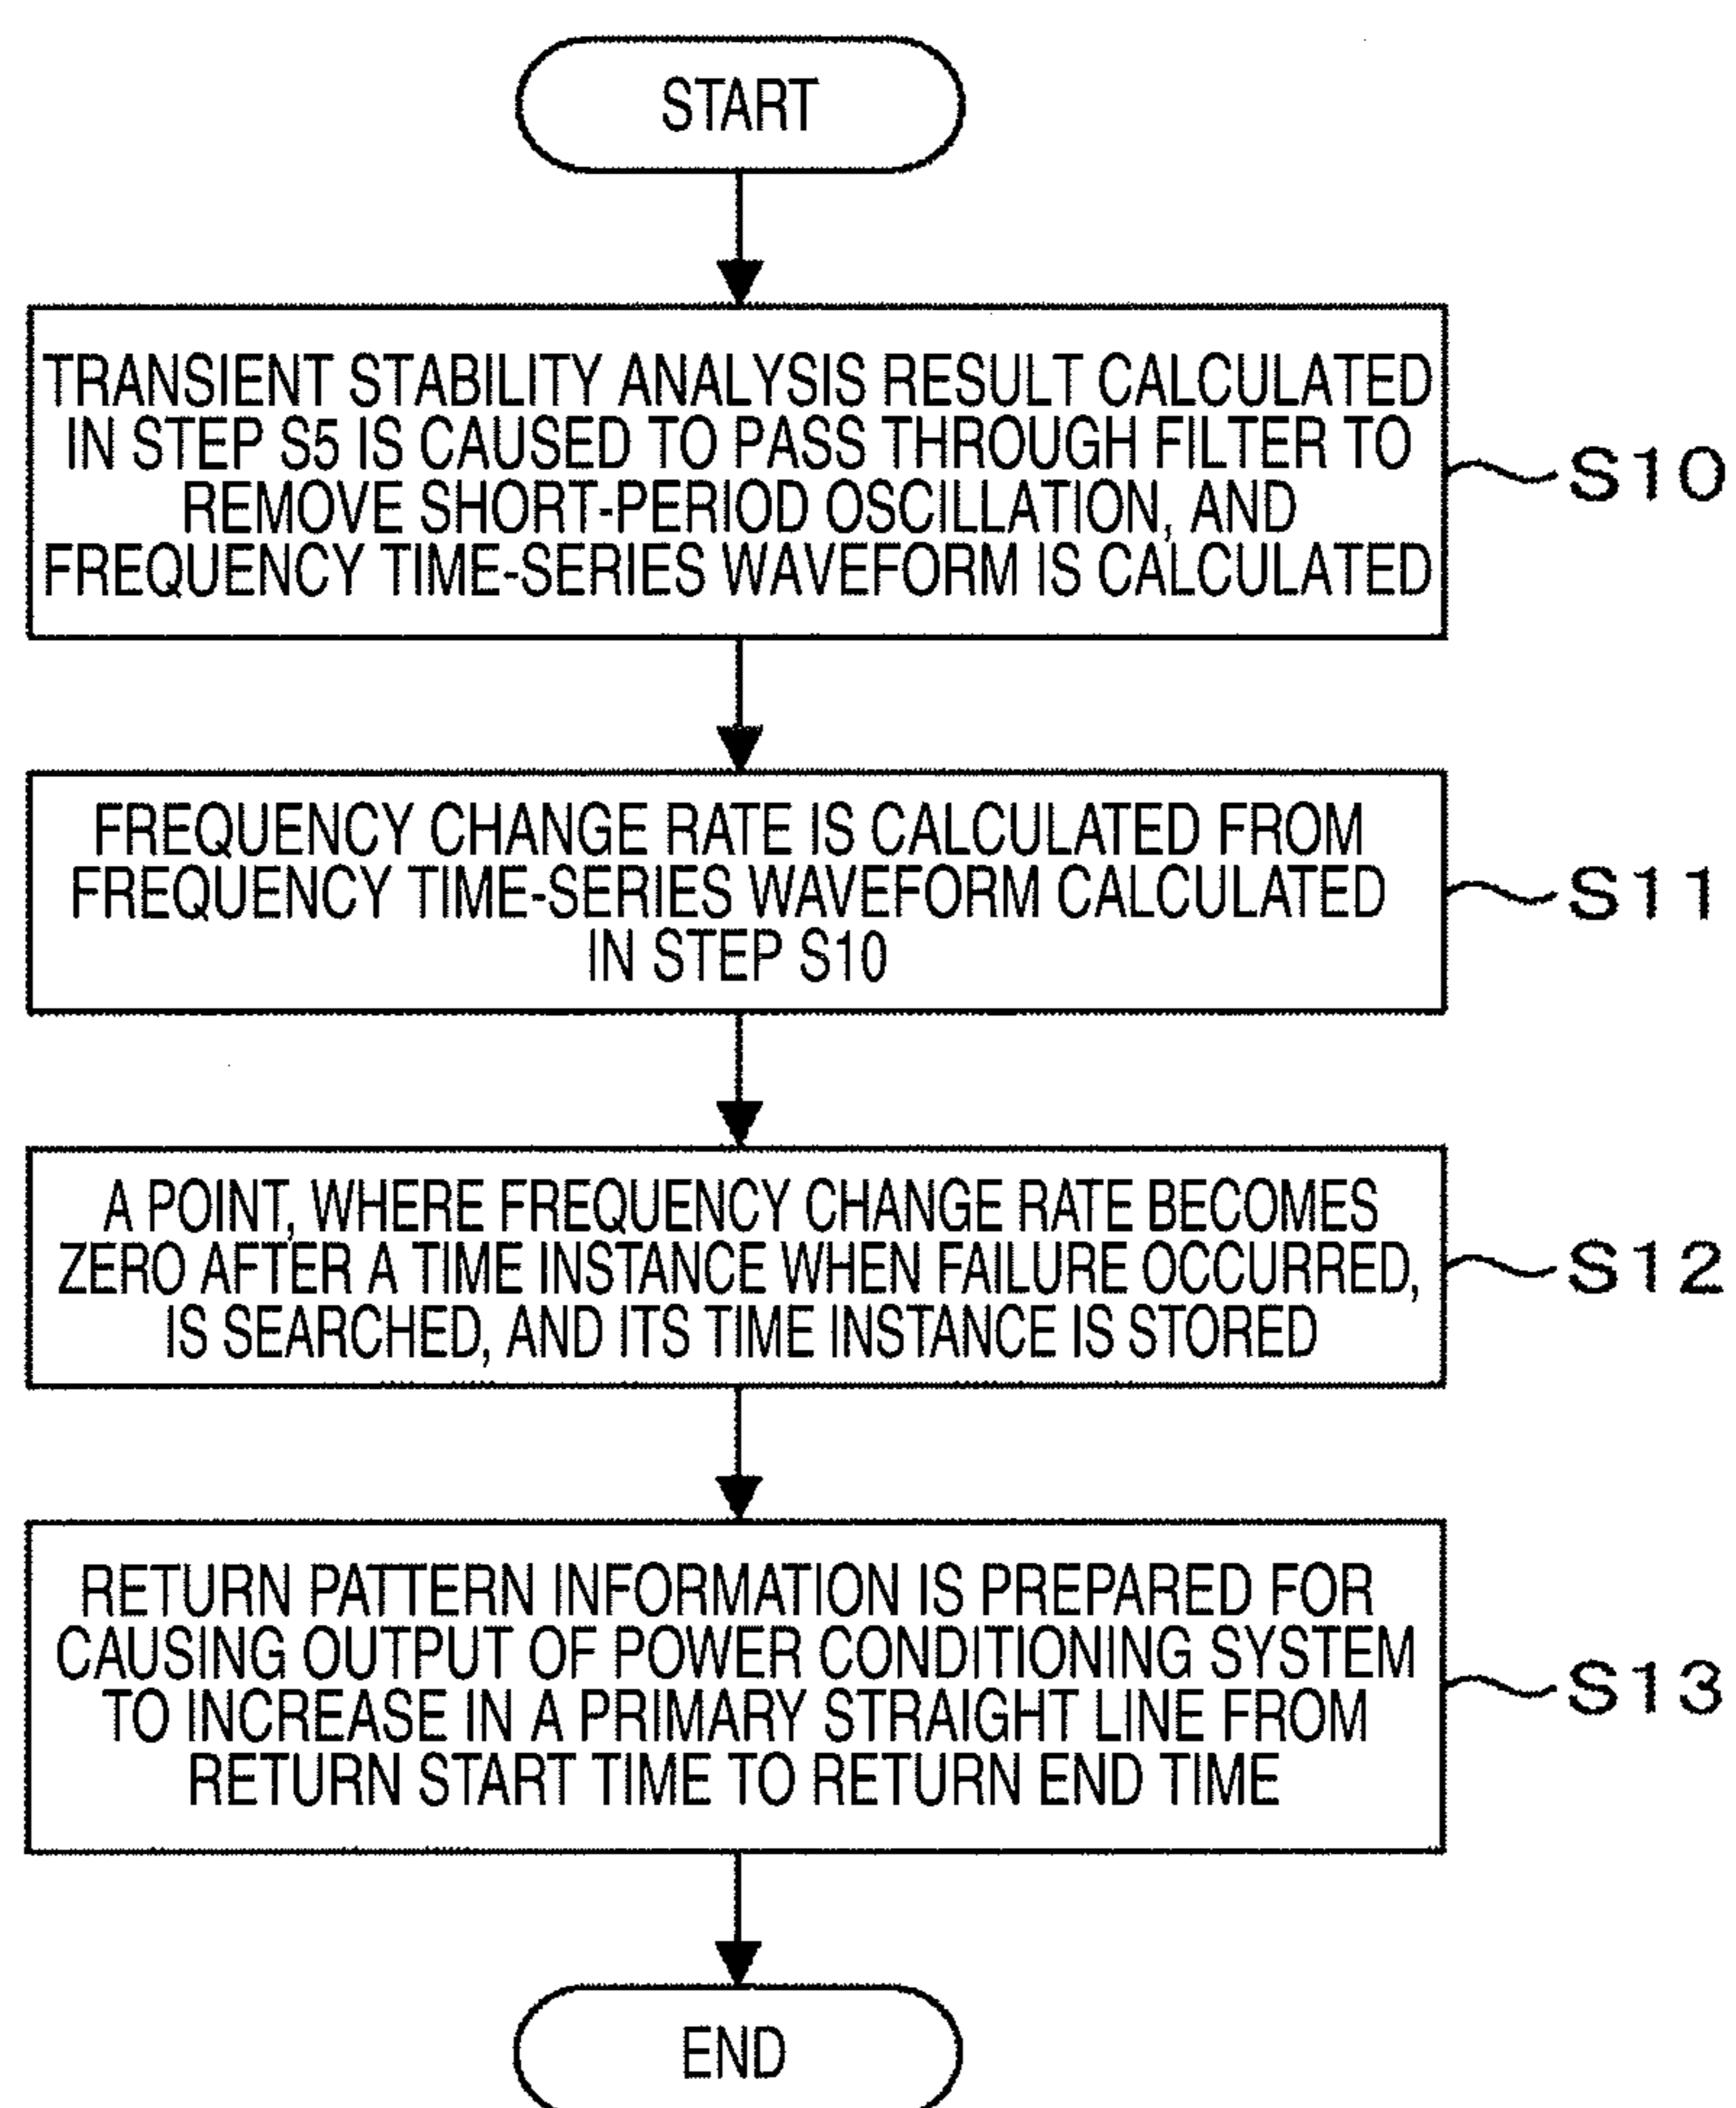 START
TRANSIENT STABILITY ANALYSIS RESULT CALCULATED
IN STEP S5 IS CAUSED TO PASS THROUGH FILTER TO
REMOVE SHORT-PERIOD OSCILLATION, AND
FREQUENCY TIME-SERIES WAVEFORM IS CALCULATED
S10
FREQUENCY CHANGE RATE IS CALCULATED FROM
FREQUENCY TIME-SERIES WAVEFORM CALCULATED
IN STEP S10
S11
A POINT, WHERE FREQUENCY CHANGE RATE BECOMES
ZERO AFTER A TIME INSTANCE WHEN FAILURE OCCURRED,
IS SEARCHED, AND ITS TIME INSTANCE IS STORED
S12
RETURN PATTERN INFORMATION IS PREPARED FOR
CAUSING OUTPUT OF POWER CONDITIONING SYSTEM
TO INCREASE IN A PRIMARY STRAIGHT LINE FROM
RETURN START TIME TO RETURN END TIME
S13
END